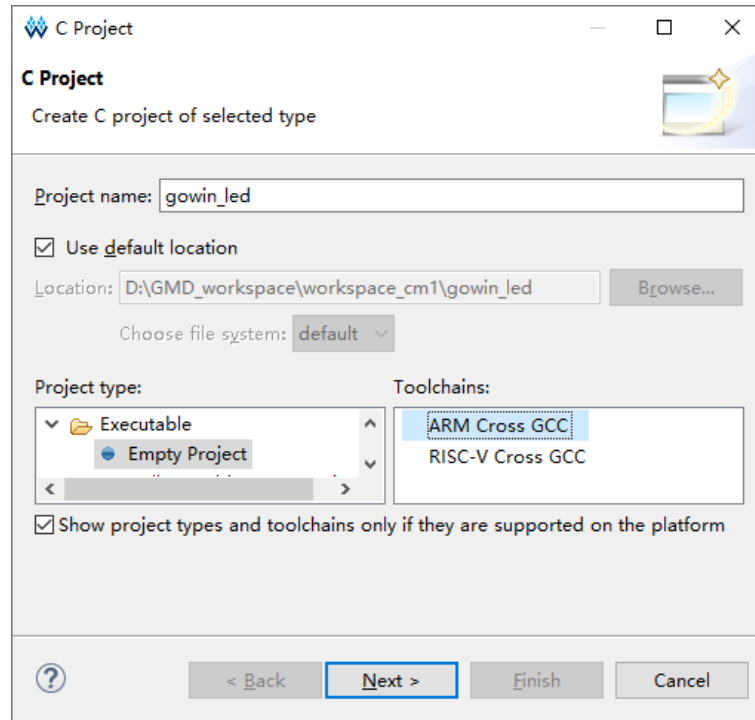 C Project
C Project
Create C project of selected type
Project name: gowin_led
Use default location
Location: D:\GMD_workspace\workspace_cm1\gowin_led Browse...
Choose file system: default
Project type: Toolchains:
Executable ARM Cross GCC
Empty Project RISC-V Cross GCC
Show project types and toolchains only if they are supported on the platform
? < Back Next > Finish Cancel